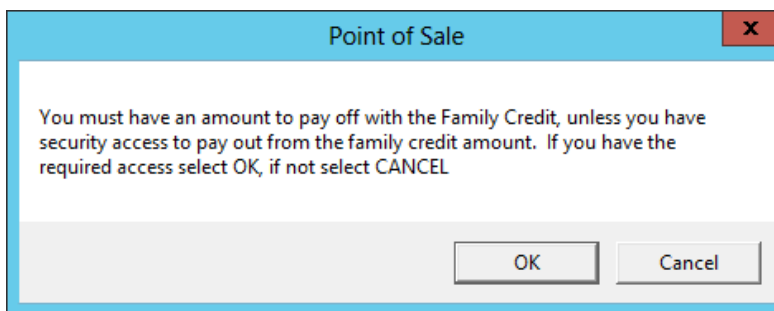 Point of Sale
x
You must have an amount to pay off with the Family Credit, unless you have
security access to pay out from the family credit amount.  If you have the
required access select OK, if not select CANCEL
OK
Cancel